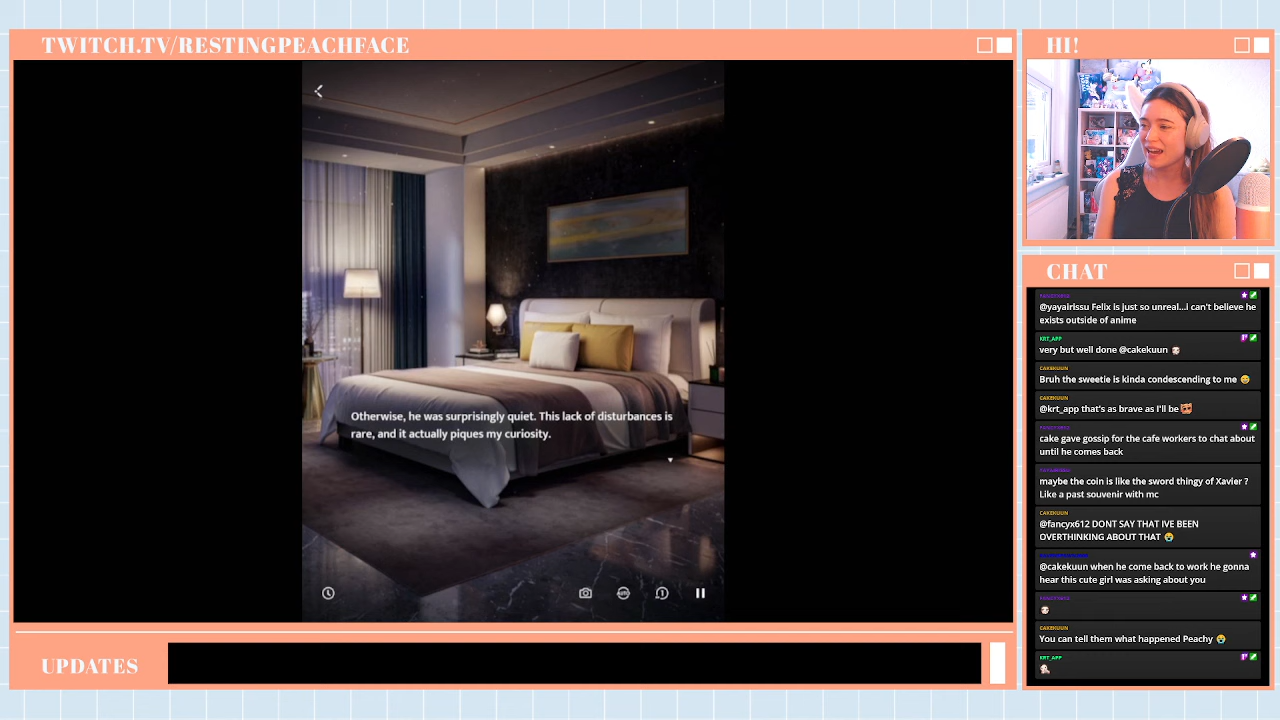 TWITCH.TV/RESTINGPEACHFACE
HI!
Otherwise, he was surprisingly quiet. This lack of disturbances is
rare, and it actually piques my curiosity.
AUTO
CHAT
FANCYX612
@yayairissu Felix is just so unreal...i can't believe he
exists outside of anime
KRT_APP
very but well done @cakekuun
CAKEKUUN
Bruh the sweetie is kinda condescending to me
CAKEKUUN
@krt_app that's as brave as I'll be
FANCYX612
cake gave gossip for the cafe workers to chat about
until he comes back
YAYAIRISSU
maybe the coin is like the sword thingy of Xavier ?
Like a past souvenir with mc
CAKEKUUN
@fancyx612 DONT SAY THAT IVE BEEN
OVERTHINKING ABOUT THAT
@cakekuun when he come back to work he gonna
hear this cute girl was asking about you
FANCYX612
CAKEKUUN
You can tell them what happened Peachy
KRT_APP
UPDATES